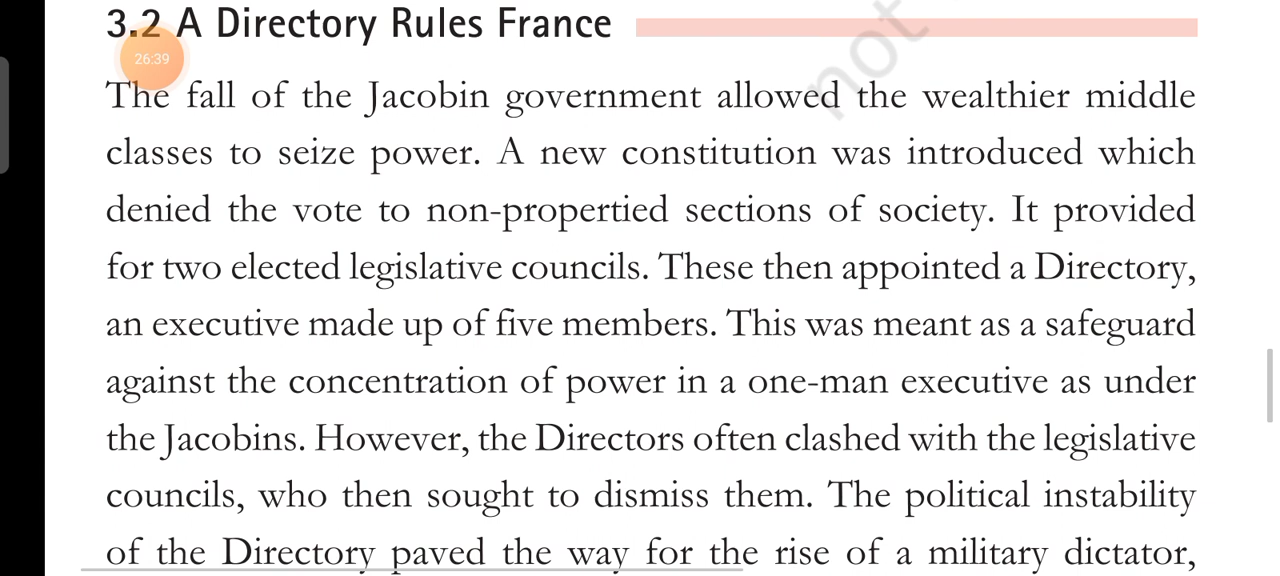 3.2 A Directory Rules France
26:39
not
The fall of the Jacobin government allowed the wealthier middle
classes to seize power. A new constitution was introduced which
denied the vote to non-propertied sections of society. It provided
for two elected legislative councils. These then appointed a Directory,
an executive made up of five members. This was meant as a safeguard
against the concentration of power in a one-man executive as under
the Jacobins. However, the Directors often clashed with the legislative
councils, who then sought to dismiss them. The political instability
of the Directory paved the way for the rise of a military dictator,